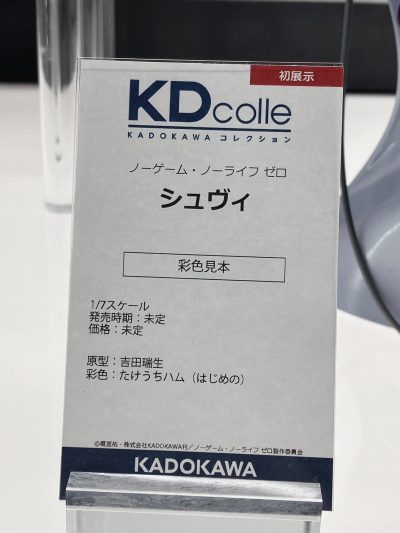 初展示
KDcolle
KADOKAWA コレクション
ノーゲーム・ノーライフ ゼロ
シュヴィ
彩色見本
1/7スケール
発売時期：未定
価格：未定
原型：吉田瑞生
彩色：たけうちハム（はじめの）
©榎宮祐・株式会社KADOKAWA刊／ノーゲーム・ノーライフ ゼロ製作委員会
KADOKAWA